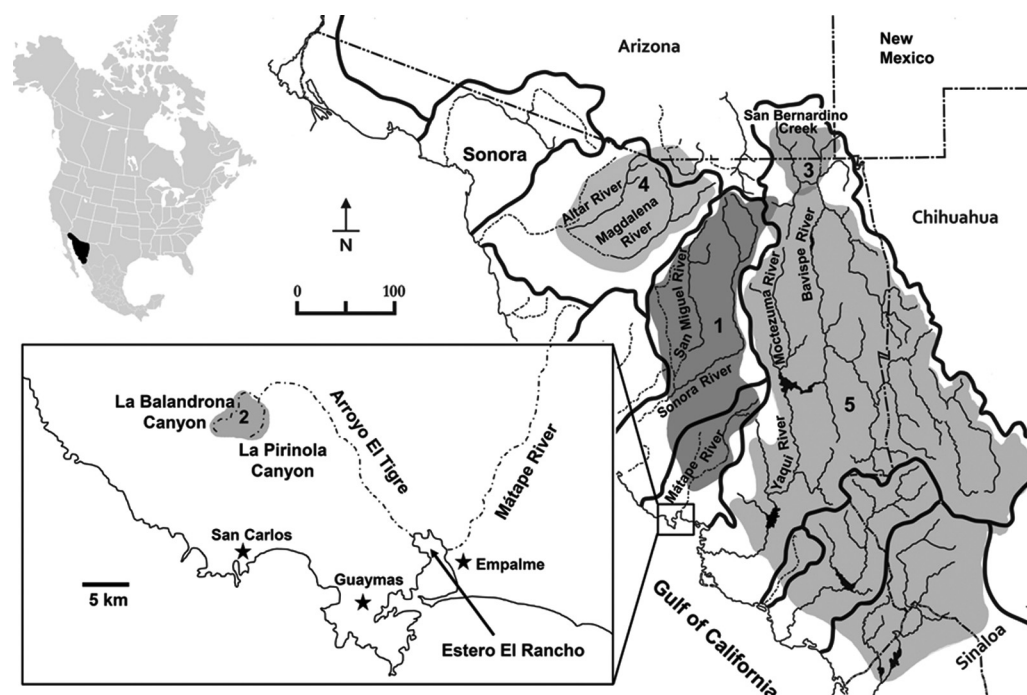 Arizona
New
Mexico
San Bernardino
Creek
Sonora
3
4
Altar River
Magdalena
River
Chihuahua
N
0
100
San Miguel River
1
Moctezuma River
Bavispe River
Sonora River
5
Mátape River
Yaqui River
La Balandrona
Canyon
2
La Pirinola
Canyon
Arroyo El Tigre
Mátape River
San Carlos
Empalme
5 km
Guaymas
Estero El Rancho
Gulf of California
Sinaloa